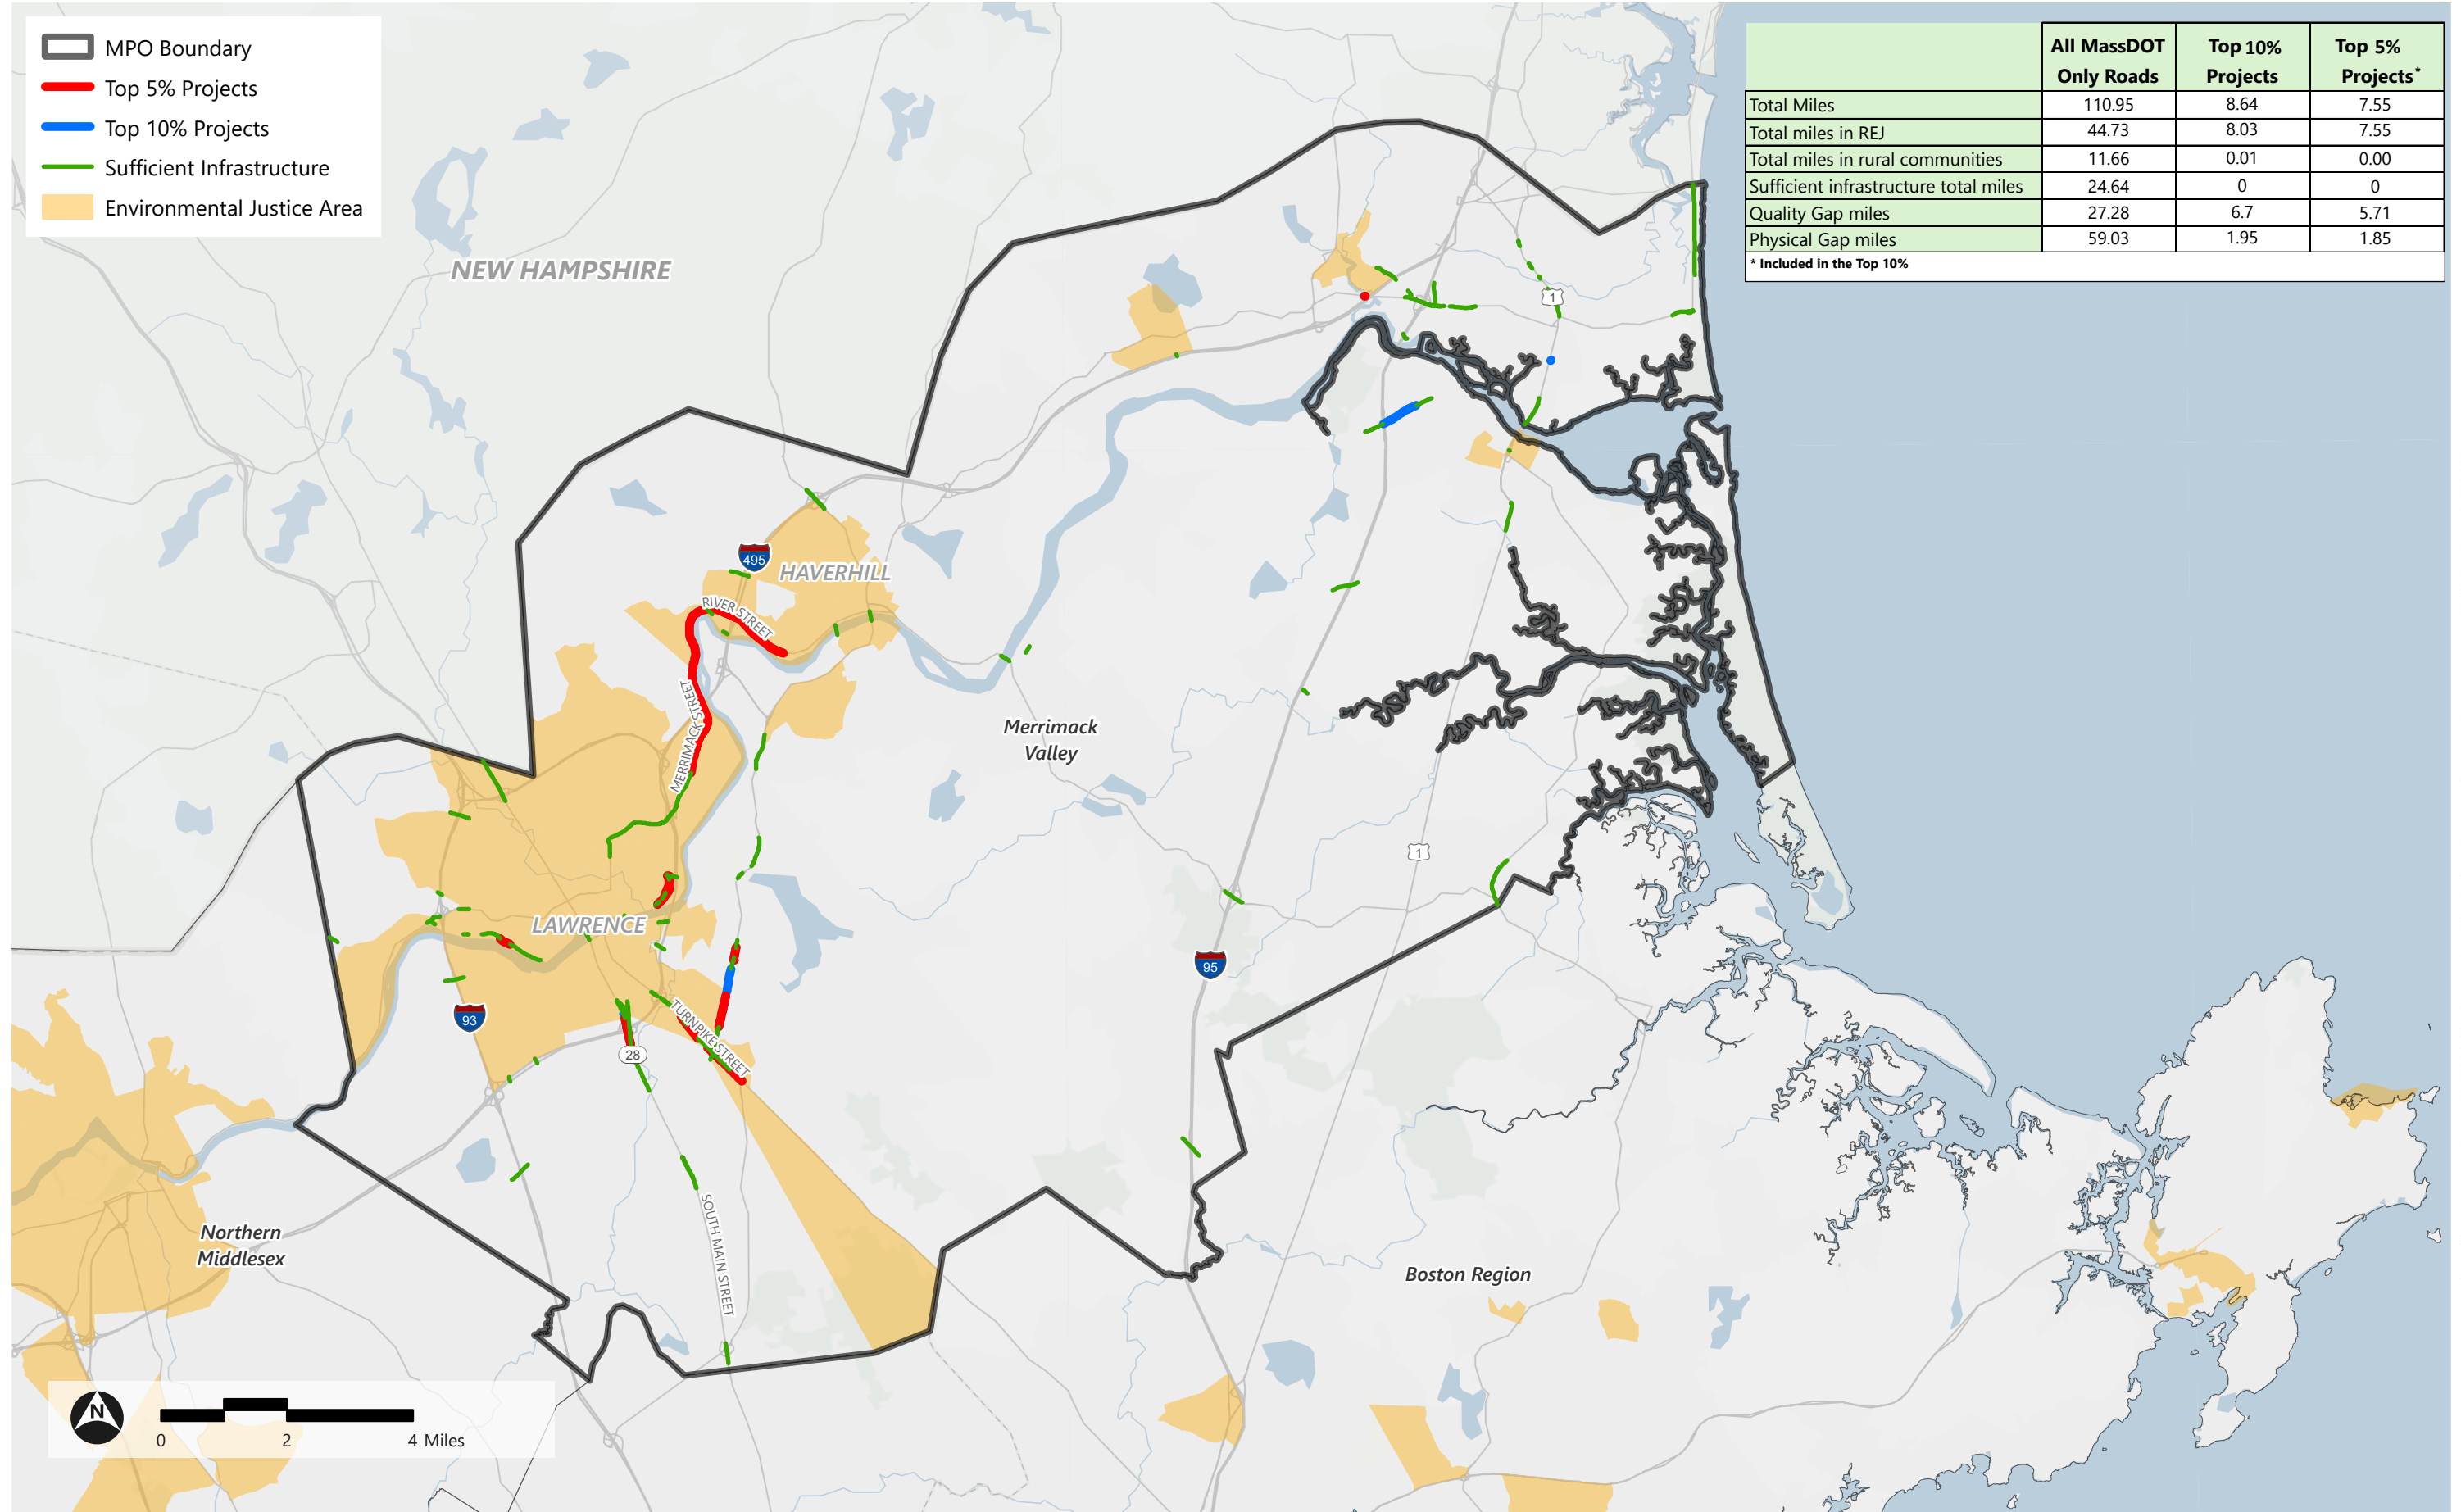 MPO Boundary
Top 5% Projects
Top 10% Projects
Sufficient Infrastructure
Environmental Justice Area
All MassDOT Only Roads
Top 10% Projects
Top 5% Projects*
Total Miles 110.95 8.64 7.55
Total miles in REJ 44.73 8.03 7.55
Total miles in rural communities 11.66 0.01 0.00
Sufficient infrastructure total miles 24.64 0 0
Quality Gap miles 27.28 6.7 5.71
Physical Gap miles 59.03 1.95 1.85
* Included in the Top 10%
NEW HAMPSHIRE
1
495
HAVERHILL
RIVER STREET
MERRIMACK STREET
Merrimack
Valley
1
LAWRENCE
95
93
TURNPIKE STREET
28
SOUTH MAIN STREET
Northern
Middlesex
Boston Region
N
0 2 4 Miles